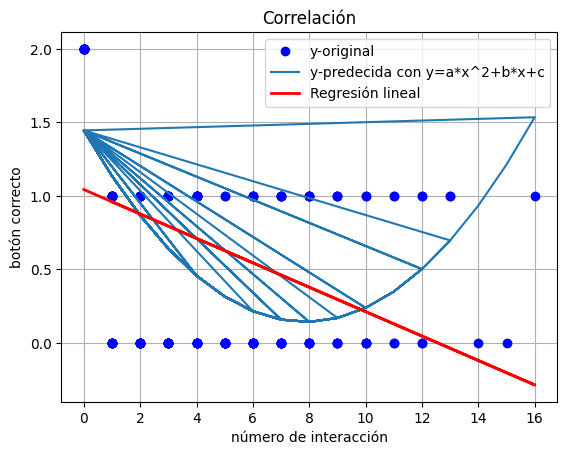 Correlación
y-original
y-predecida con y=a*x^2+b*x+c
Regresión lineal
botón correcto
2.0
1.5
1.0
0.5
0.0
0 2 4 6 8 10 12 14 16
número de interacción